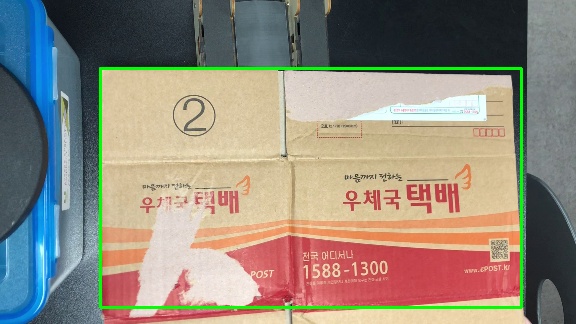 ②
마음까지 전하는
우체국 택배
마음까지 전하는
우체국 택배
POST
전국 어디서나
1588-1300
www.ePOST.kr